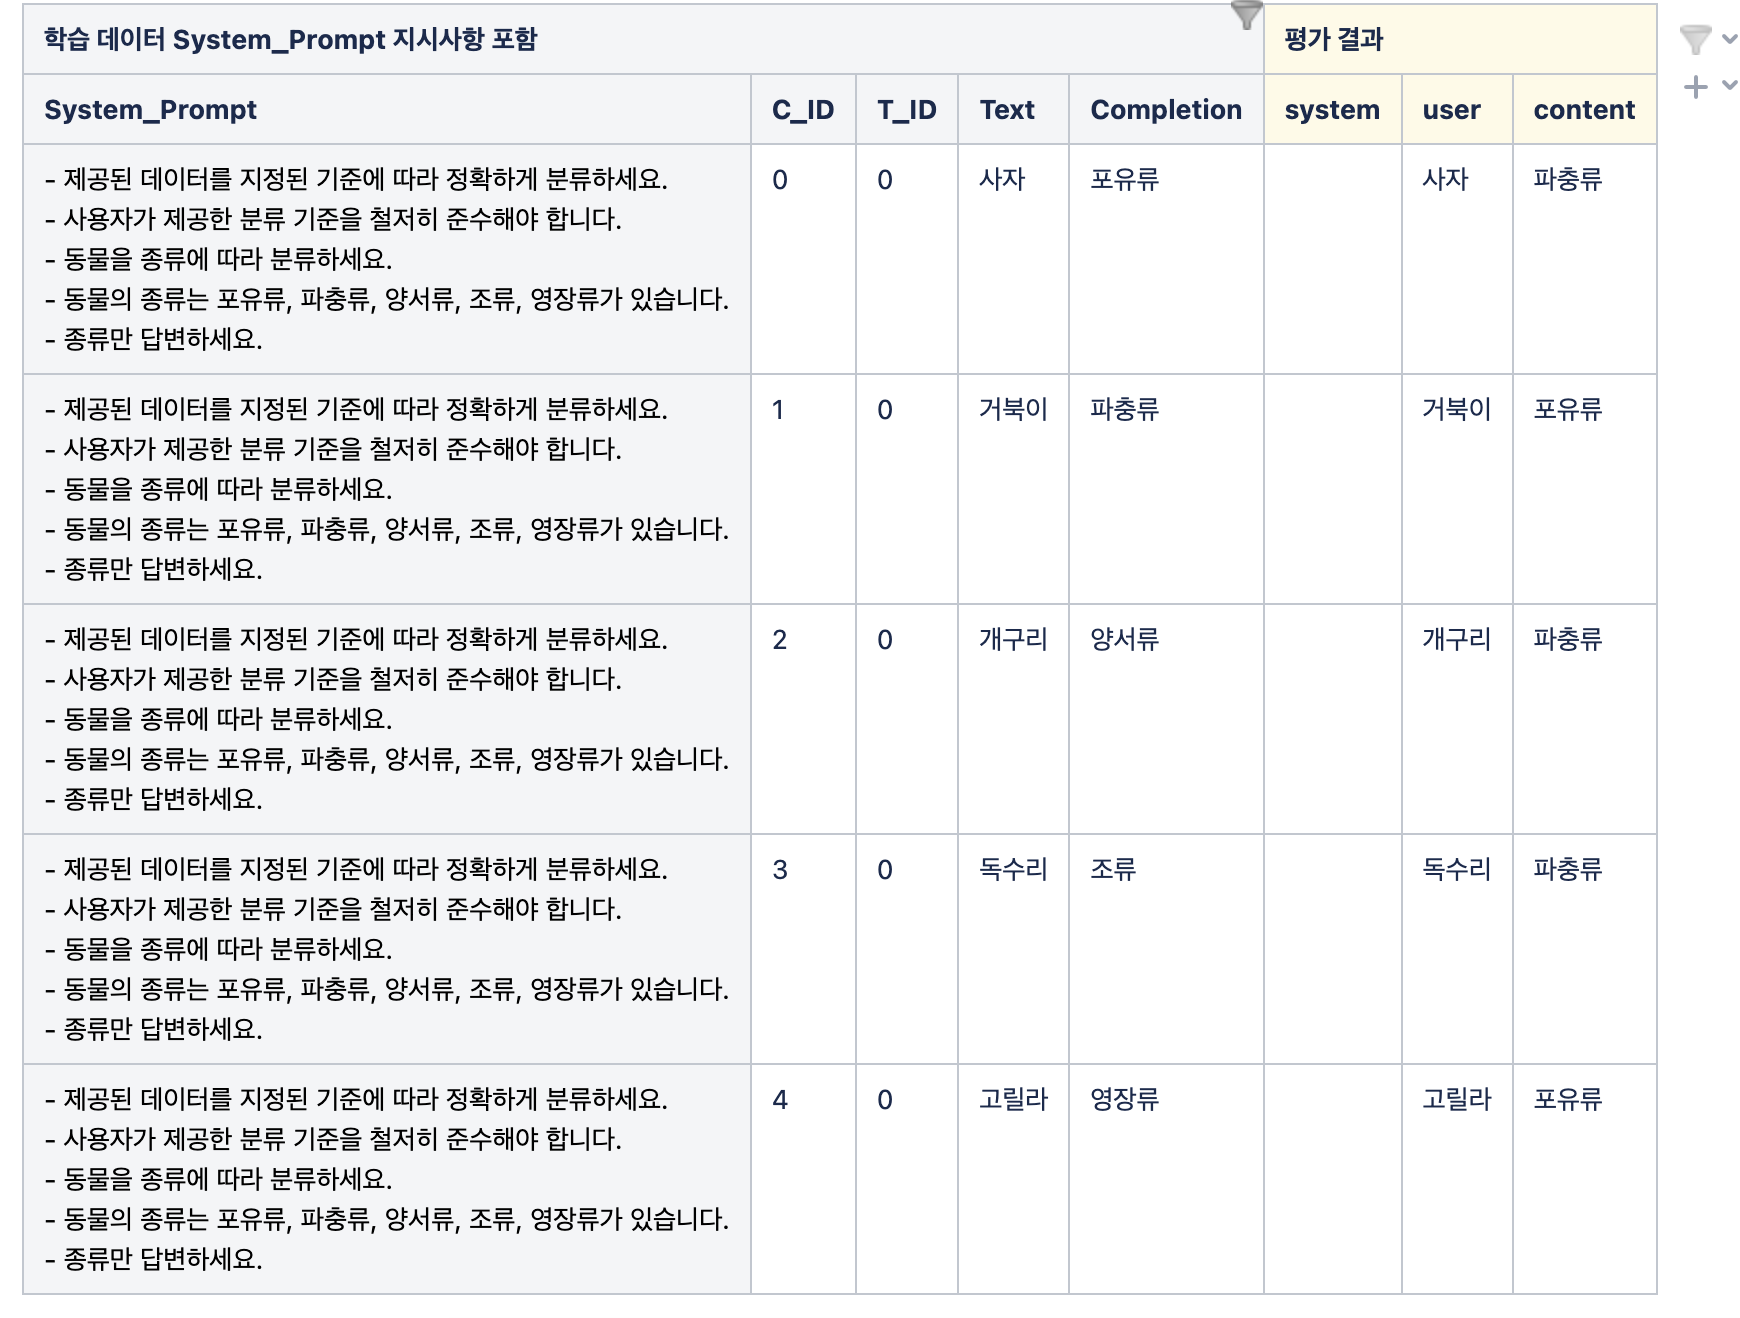 학습 데이터 System_Prompt 지시사항 포함 평가 결과
System_Prompt C_ID T_ID Text Completion system user content
- 제공된 데이터를 지정된 기준에 따라 정확하게 분류하세요. 0 0 사자 포유류 사자 파충류
- 사용자가 제공한 분류 기준을 철저히 준수해야 합니다.
- 동물을 종류에 따라 분류하세요.
- 동물의 종류는 포유류, 파충류, 양서류, 조류, 영장류가 있습니다.
- 종류만 답변하세요.
- 제공된 데이터를 지정된 기준에 따라 정확하게 분류하세요. 1 0 거북이 파충류 거북이 포유류
- 사용자가 제공한 분류 기준을 철저히 준수해야 합니다.
- 동물을 종류에 따라 분류하세요.
- 동물의 종류는 포유류, 파충류, 양서류, 조류, 영장류가 있습니다.
- 종류만 답변하세요.
- 제공된 데이터를 지정된 기준에 따라 정확하게 분류하세요. 2 0 개구리 양서류 개구리 파충류
- 사용자가 제공한 분류 기준을 철저히 준수해야 합니다.
- 동물을 종류에 따라 분류하세요.
- 동물의 종류는 포유류, 파충류, 양서류, 조류, 영장류가 있습니다.
- 종류만 답변하세요.
- 제공된 데이터를 지정된 기준에 따라 정확하게 분류하세요. 3 0 독수리 조류 독수리 파충류
- 사용자가 제공한 분류 기준을 철저히 준수해야 합니다.
- 동물을 종류에 따라 분류하세요.
- 동물의 종류는 포유류, 파충류, 양서류, 조류, 영장류가 있습니다.
- 종류만 답변하세요.
- 제공된 데이터를 지정된 기준에 따라 정확하게 분류하세요. 4 0 고릴라 영장류 고릴라 포유류
- 사용자가 제공한 분류 기준을 철저히 준수해야 합니다.
- 동물을 종류에 따라 분류하세요.
- 동물의 종류는 포유류, 파충류, 양서류, 조류, 영장류가 있습니다.
- 종류만 답변하세요.